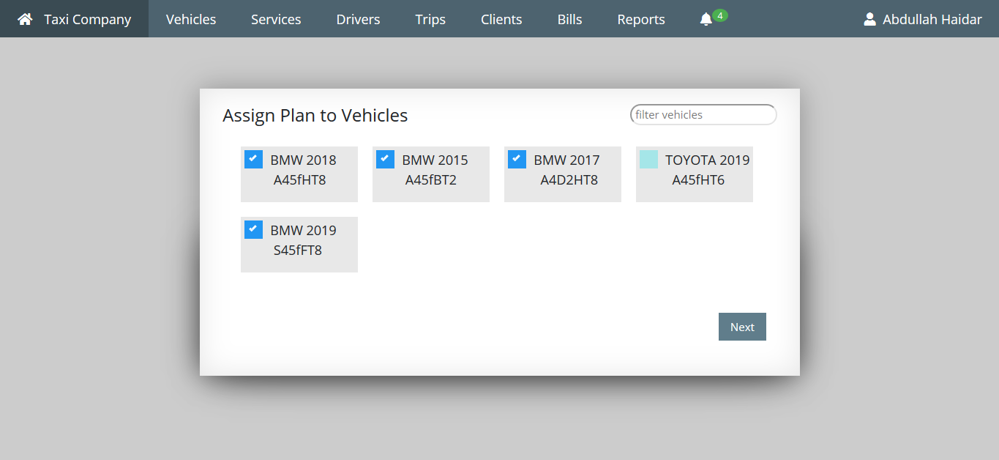 Taxi Company Vehicles Services Drivers Trips Clients Bills Reports 4 Abdullah Haidar
Assign Plan to Vehicles
filter vehicles
BMW 2018
A45fHT8
BMW 2015
A45fBT2
BMW 2017
A4D2HT8
TOYOTA 2019
A45fHT6
BMW 2019
S45fFT8
Next